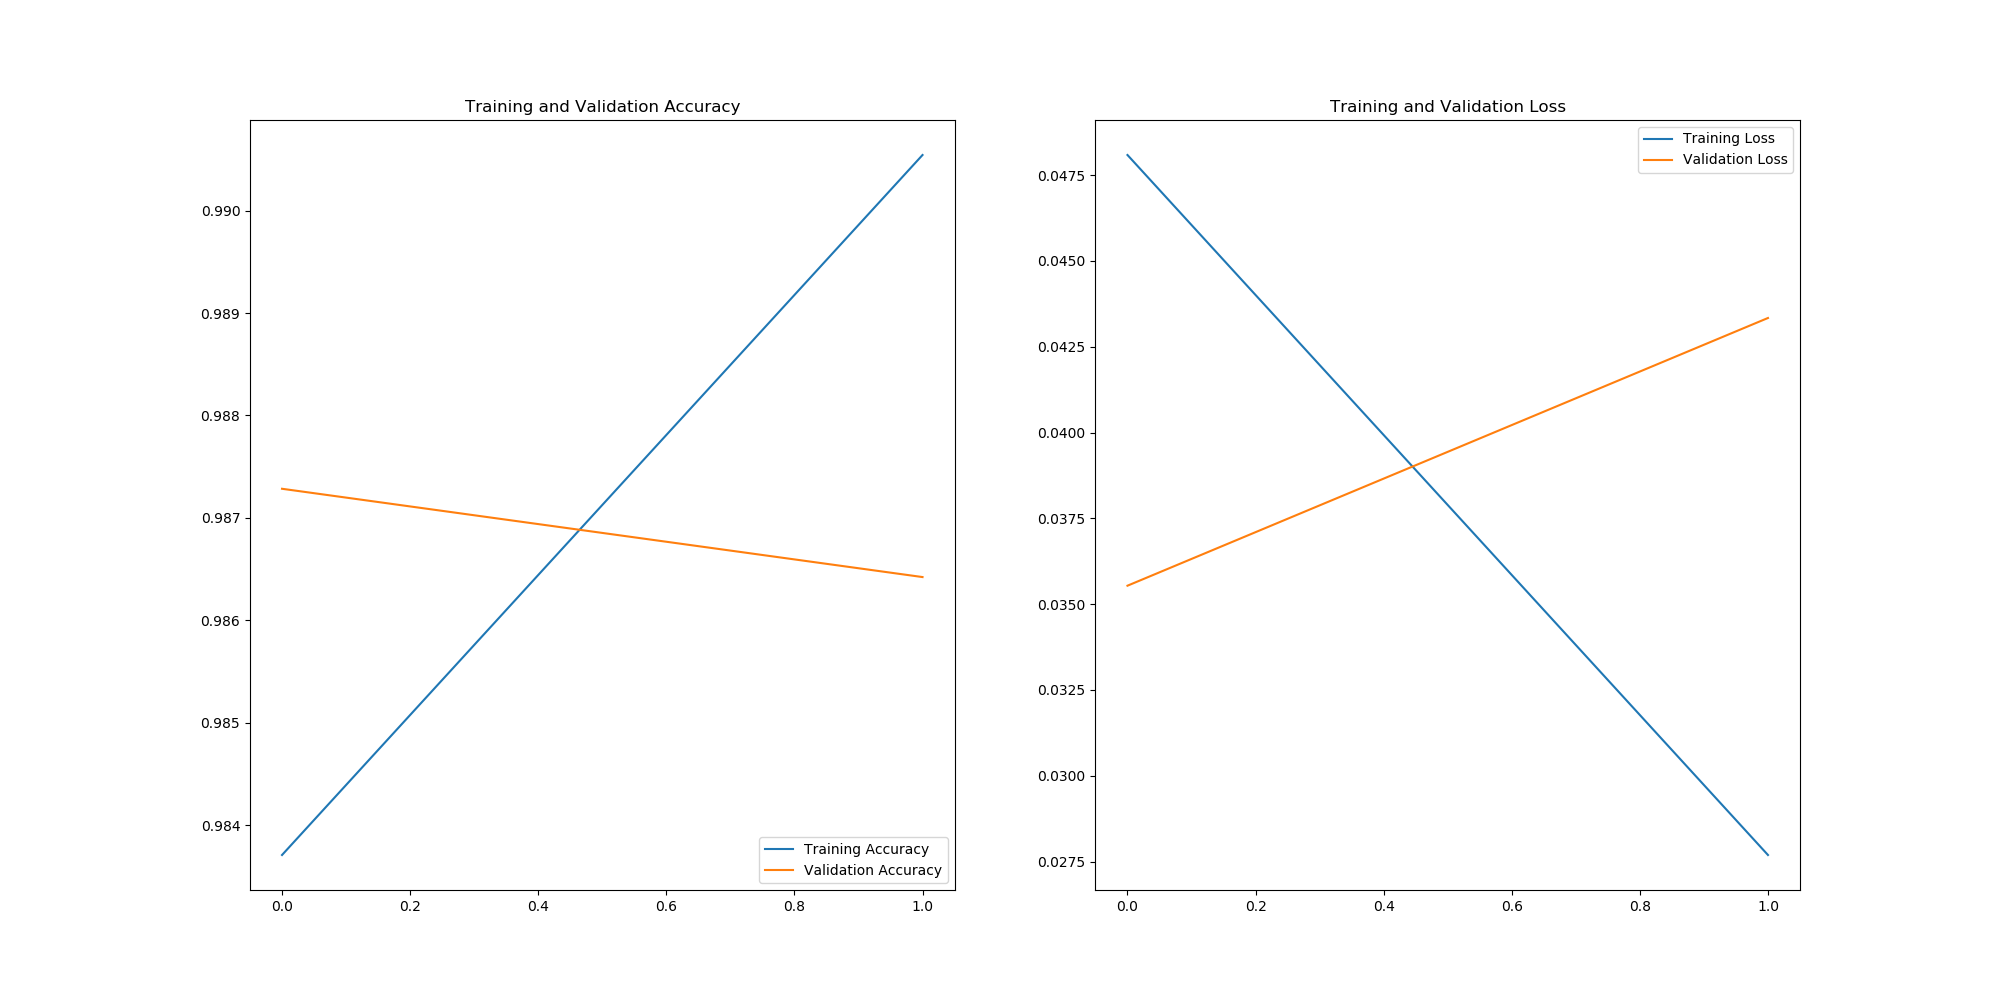 Training and Validation Accuracy
0.990
0.989
0.988
0.987
0.986
0.985
0.984
0.0 0.2 0.4 0.6 0.8 1.0
Training Accuracy
Validation Accuracy
Training and Validation Loss
Training Loss
Validation Loss
0.0475
0.0450
0.0425
0.0400
0.0375
0.0350
0.0325
0.0300
0.0275
0.0 0.2 0.4 0.6 0.8 1.0